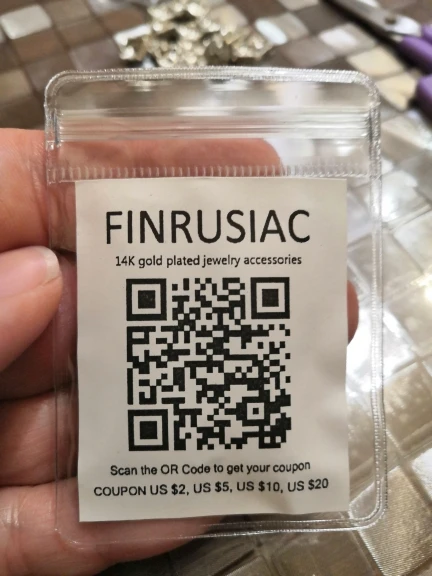 FINRUSIAC
14K gold plated jewelry accessories
Scan the OR Code to get your coupon
COUPON US $2, US $5, US $10, US $20